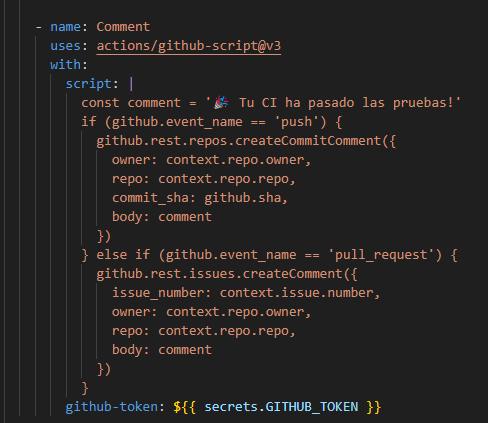 - name: Comment
  uses: actions/github-script@v3
  with:
    script: |
      const comment = '🎉 Tu CI ha pasado las pruebas!'
      if (github.event_name == 'push') {
        github.rest.repos.createCommitComment({
          owner: context.repo.owner,
          repo: context.repo.repo,
          commit_sha: github.sha,
          body: comment
        })
      } else if (github.event_name == 'pull_request') {
        github.rest.issues.createComment({
          issue_number: context.issue.number,
          owner: context.repo.owner,
          repo: context.repo.repo,
          body: comment
        })
      }
    github-token: ${{ secrets.GITHUB_TOKEN }}